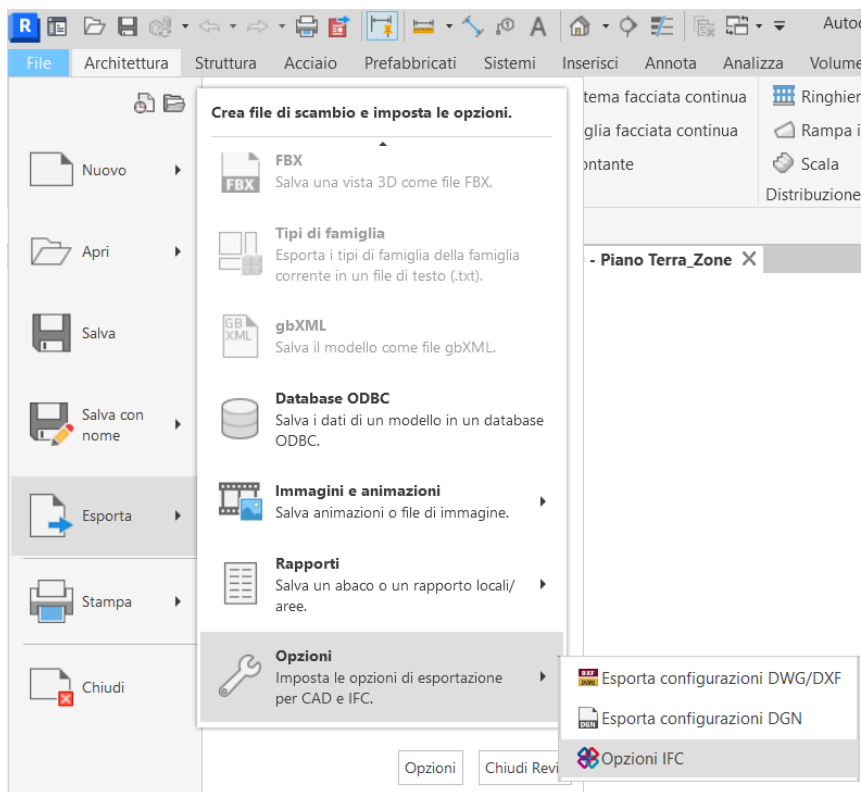 R
A
Autod
File Architettura Struttura Acciaio Prefabbricati Sistemi Inserisci Annota Analizza Volume
Crea file di scambio e imposta le opzioni.
Nuovo
Apri
Salva
Salva con
nome
Esporta
Stampa
Chiudi
FBX
FBX
Salva una vista 3D come file FBX.
Tipi di famiglia
Esporta i tipi di famiglia della famiglia
corrente in un file di testo (.txt).
GB
XML
gbXML
Salva il modello come file gbXML.
Database ODBC
Salva i dati di un modello in un database
ODBC.
Immagini e animazioni
Salva animazioni o file di immagine.
Rapporti
Salva un abaco o un rapporto locali/
aree.
Opzioni
Imposta le opzioni di esportazione
per CAD e IFC.
DXF
DWG
Esporta configurazioni DWG/DXF
DGN
Esporta configurazioni DGN
Opzioni IFC
Opzioni
Chiudi Revi
tema facciata continua
Ringhier
glia facciata continua
Rampa i
ontante
Scala
Distribuzione
- Piano Terra_Zone